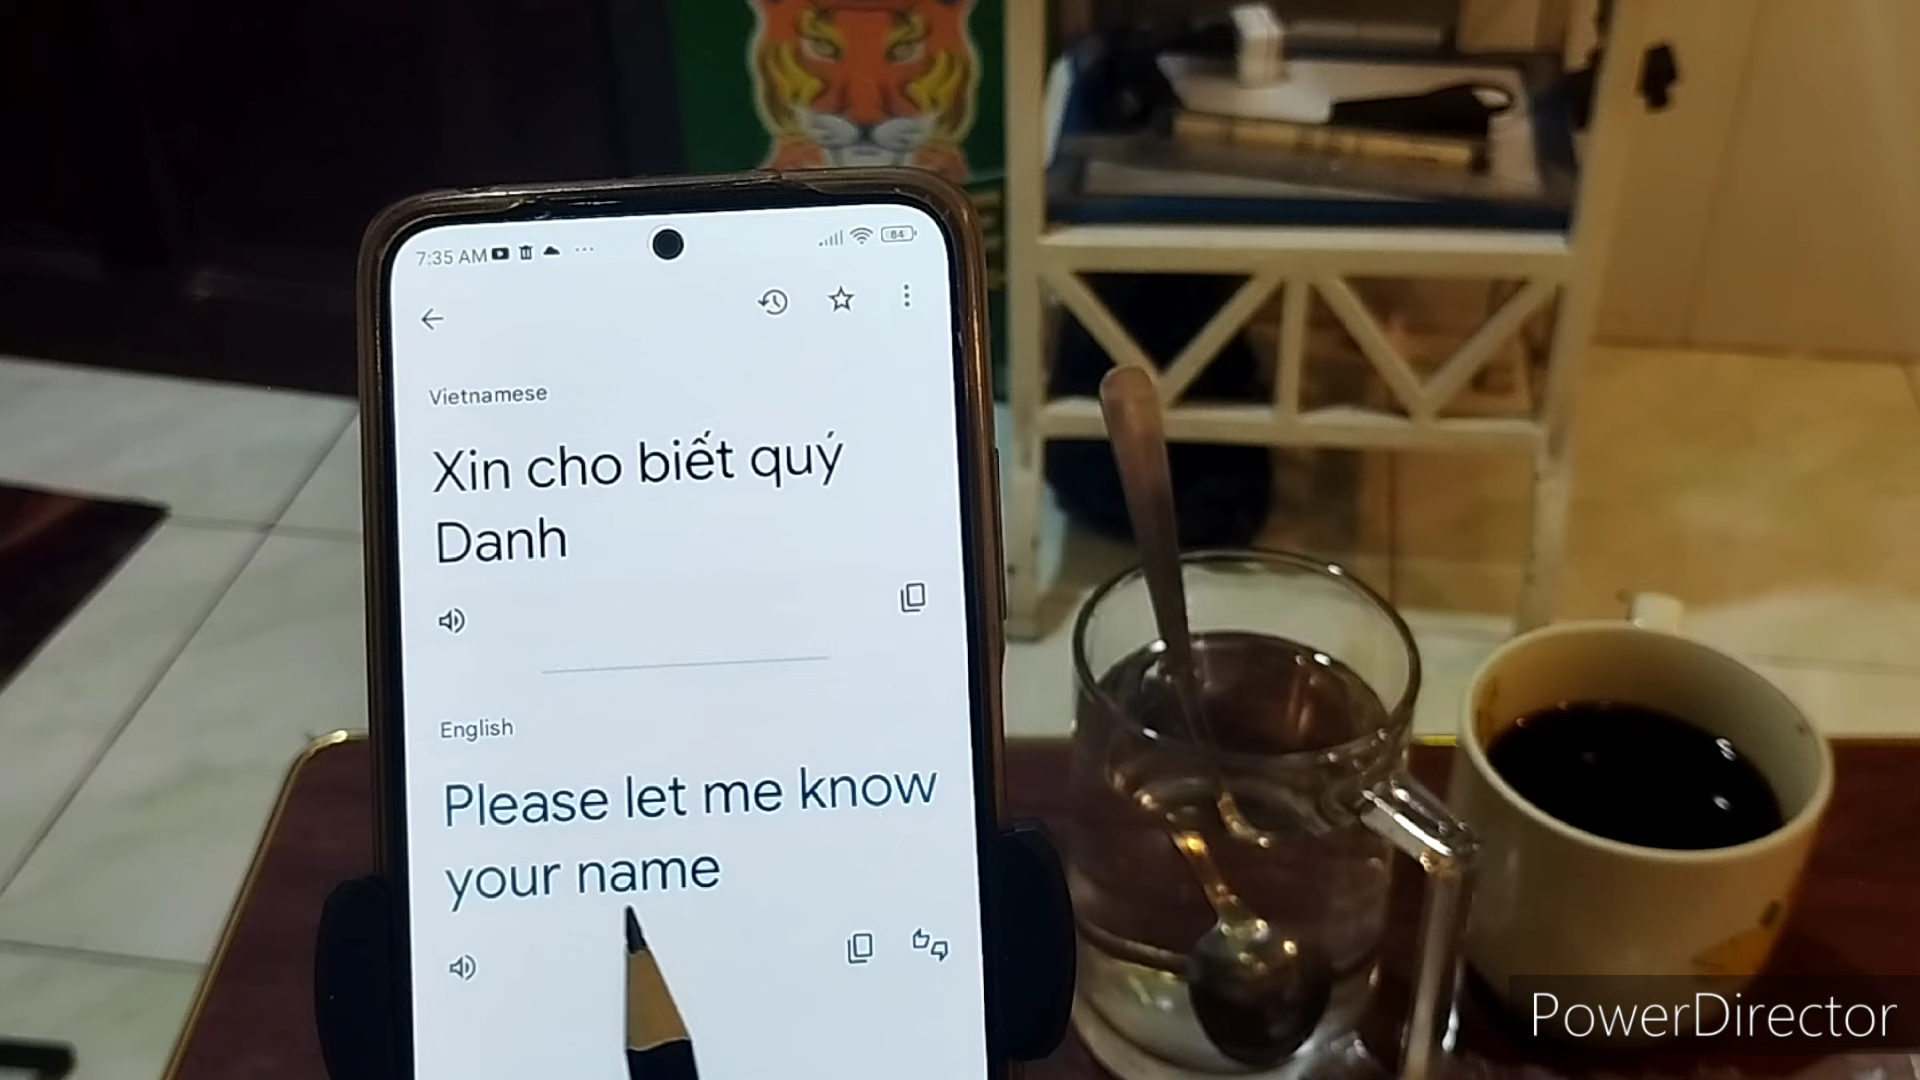 7:35 AM
84
Vietnamese
Xin cho biết quý
Danh
English
Please let me know
your name
PowerDirector